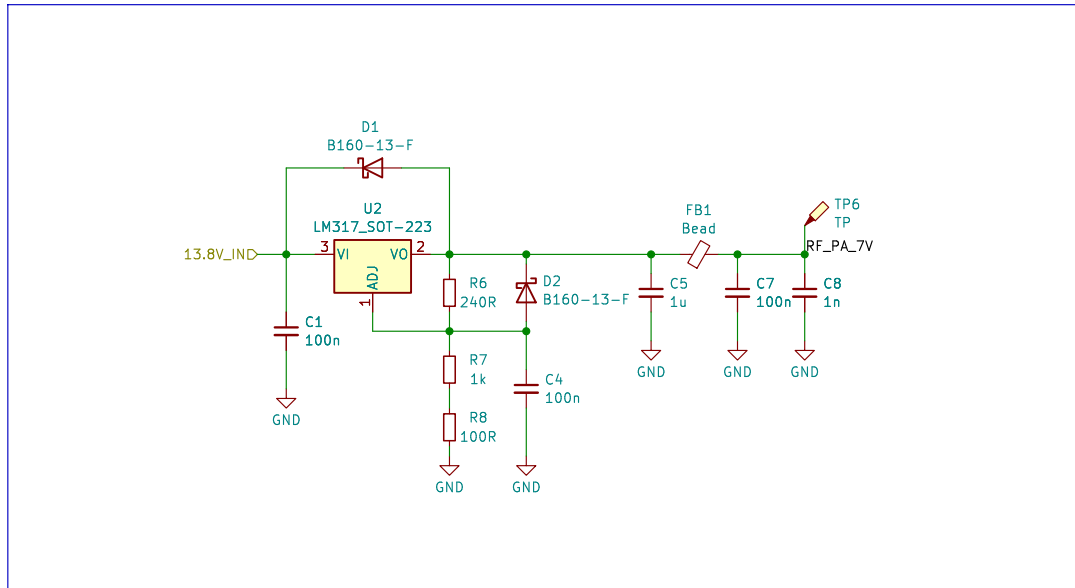 D1
B160-13-F
U2
LM317_SOT-223
13.8V_IN
3
VI
VO
2
ADJ
1
C1
100n
GND
R6
240R
D2
B160-13-F
R7
1k
R8
100R
GND
C4
100n
GND
C5
1u
GND
FB1
Bead
C7
100n
GND
TP6
TP
RF_PA_7V
C8
1n
GND